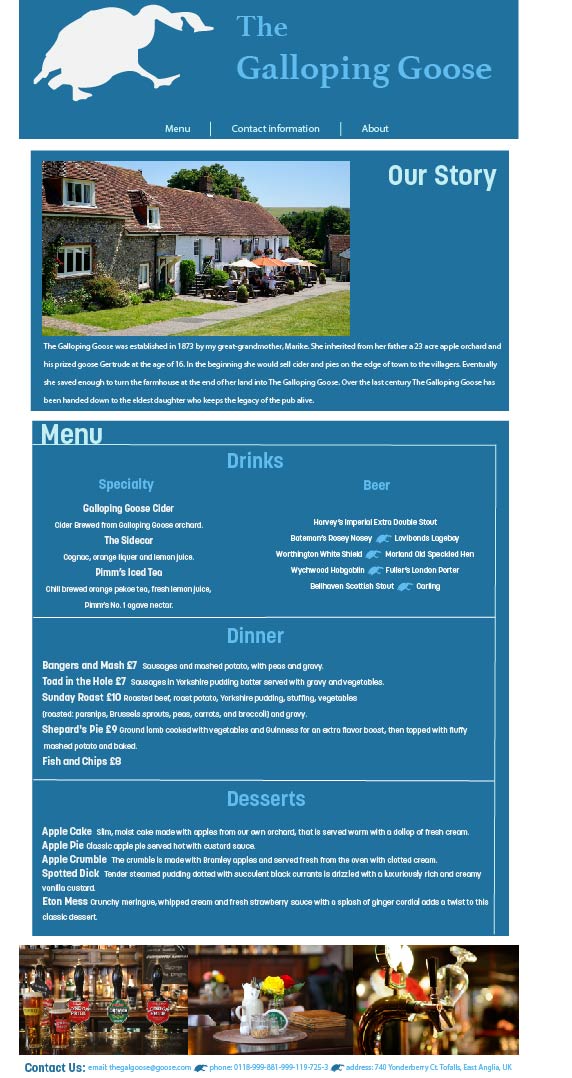 The
Galloping Goose
Menu
Contact information
About
Our Story
The Galloping Goose was established in 1873 by my great-grandmother, Marike. She inherited from her father a 23 acre apple orchard and
his prized goose Gertrude at the age of 16. In the beginning she would sell cider and pies on the edge of town to the villagers. Eventually
she saved enough to turn the farmhouse at the end of her land into The Galloping Goose. Over the last century The Galloping Goose has
been handed down to the eldest daughter who keeps the legacy of the pub alive.
Menu
Drinks
Specialty
Galloping Goose Cider
Cider Brewed from Galloping Goose orchard.
The Sidecar
Cognac, orange liquer and lemon juice.
Pimm's Iced Tea
Chill brewed orange pekoe tea, fresh lemon juice,
Pimm's No. 1 agave nectar.
Beer
Harvey's Imperial Extra Double Stout
Bateman's Rosey Nosey Lavibonds Lageboy
Worthington White Shield Morland Old Speckled Hen
Wychwood Hobgoblin Fuller's London Porter
Bellhaven Scottish Stout Carling
Dinner
Bangers and Mash £7 Sausages and mashed potato, with peas and gravy.
Toad in the Hole £7 Sausages in Yorkshire pudding batter served with gravy and vegetables.
Sunday Roast £10 Roasted beef, roast potato, Yorkshire pudding, stuffing, vegetables
(roasted: parsnips, Brussels sprouts, peas, carrots, and broccoli) and gravy.
Shepard's Pie £9 Ground lamb cooked with vegetables and Guinness for an extra flavor boost, then topped with fluffy
mashed potato and baked.
Fish and Chips £8
Desserts
Apple Cake Slim, moist cake made with apples from our own orchard, that is served warm with a dollop of fresh cream.
Apple Pie Classic apple pie served hot with custard sauce.
Apple Crumble The crumble is made with Bromley apples and served fresh from the oven with clotted cream.
Spotted Dick Tender steamed pudding dotted with succulent black currants is drizzled with a luxuriously rich and creamy
vanilla custard.
Eton Mess Crunchy meringue, whipped cream and fresh strawberry sauce with a splash of ginger cordial adds a twist to this
classic dessert.
Contact Us: email: thegalgoose@goose.com phone: 0118-999-881-999-119-725-3 address: 740 Yonderberry Ct. Tofalls, East Anglia, UK